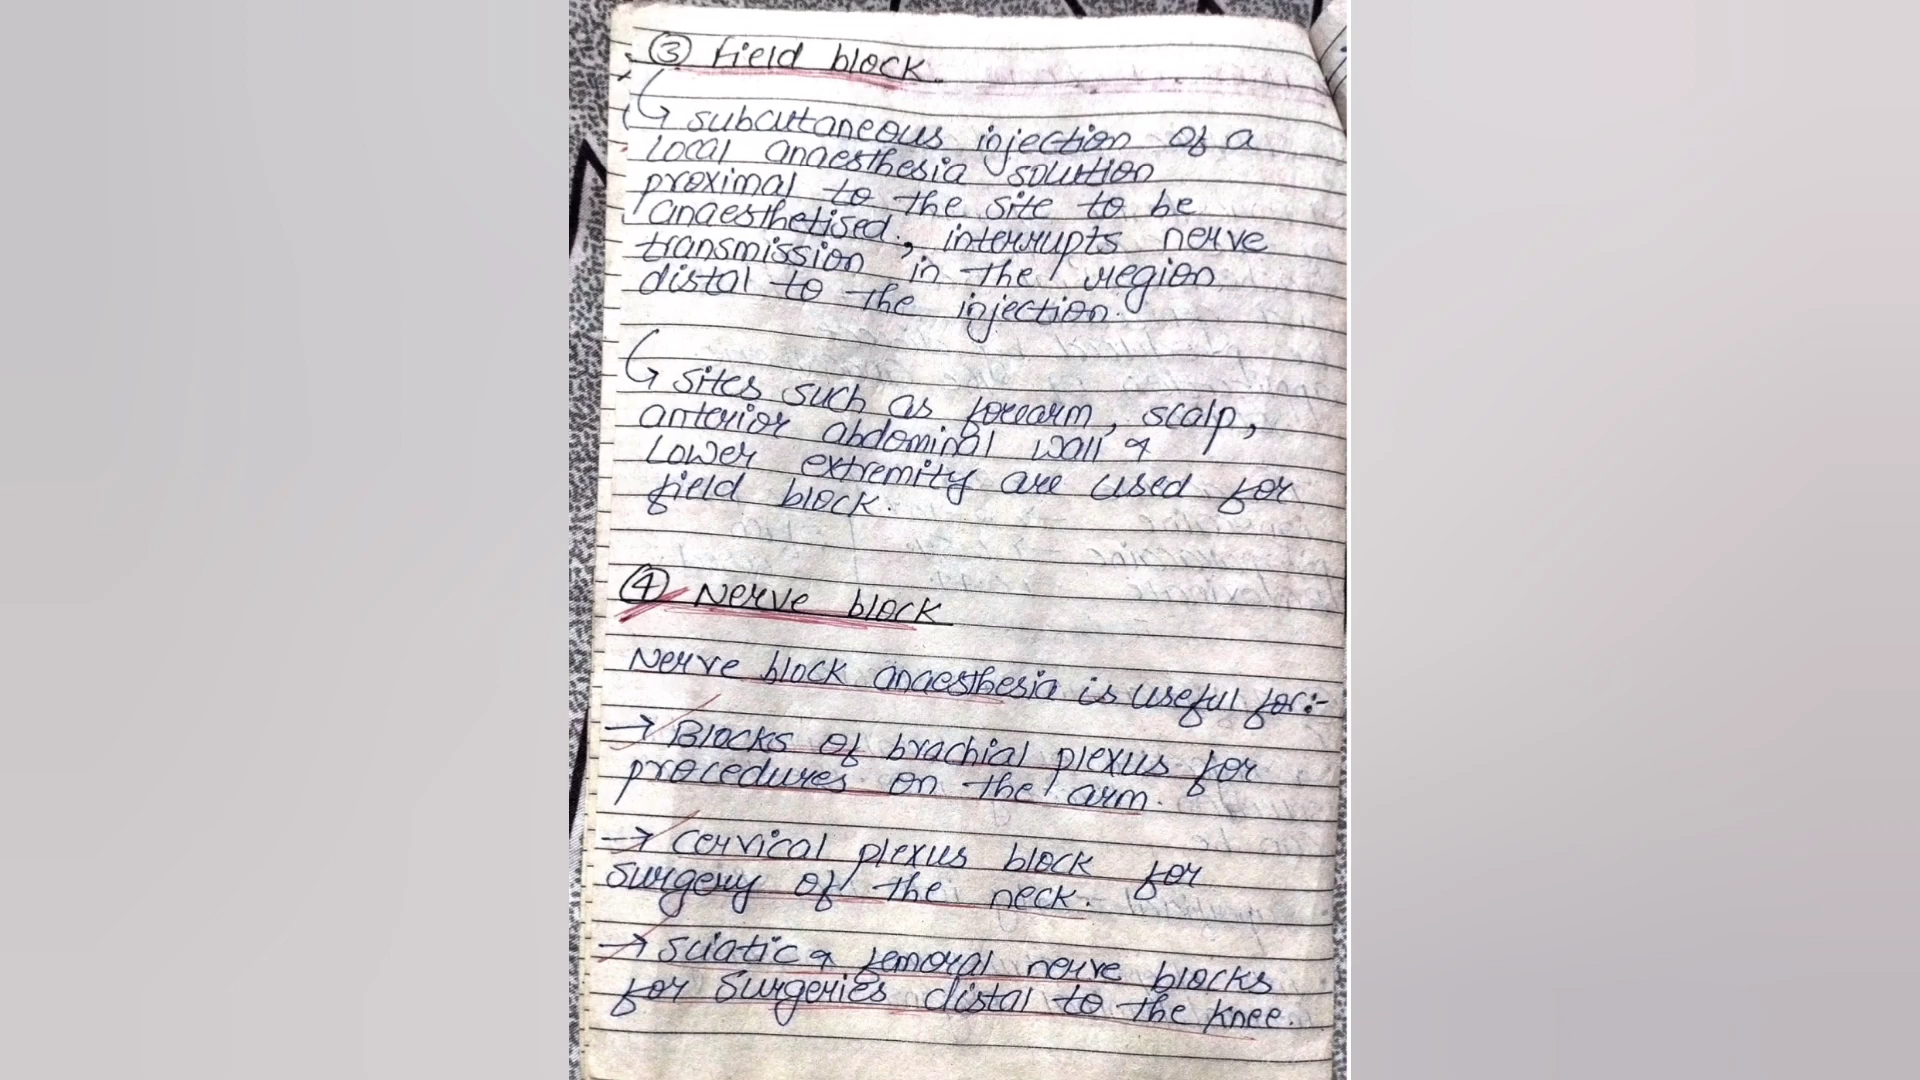 ③ Field block.
↳ subcutaneous injection of a
local anaesthesia solution
proximal to the site to be
anaesthetised., interrupts nerve
transmission in the region
distal to the injection.
↳ sites such as forearm, scalp,
anterior abdominal wall &
lower extremity are used for
field block.
④ Nerve block
Nerve block anaesthesia is useful for:-
→ Blocks of brachial plexus for
procedures on the arm.
→ cervical plexus block for
surgery of the neck.
→ sciatic & femoral nerve blocks
for surgeries distal to the knee.